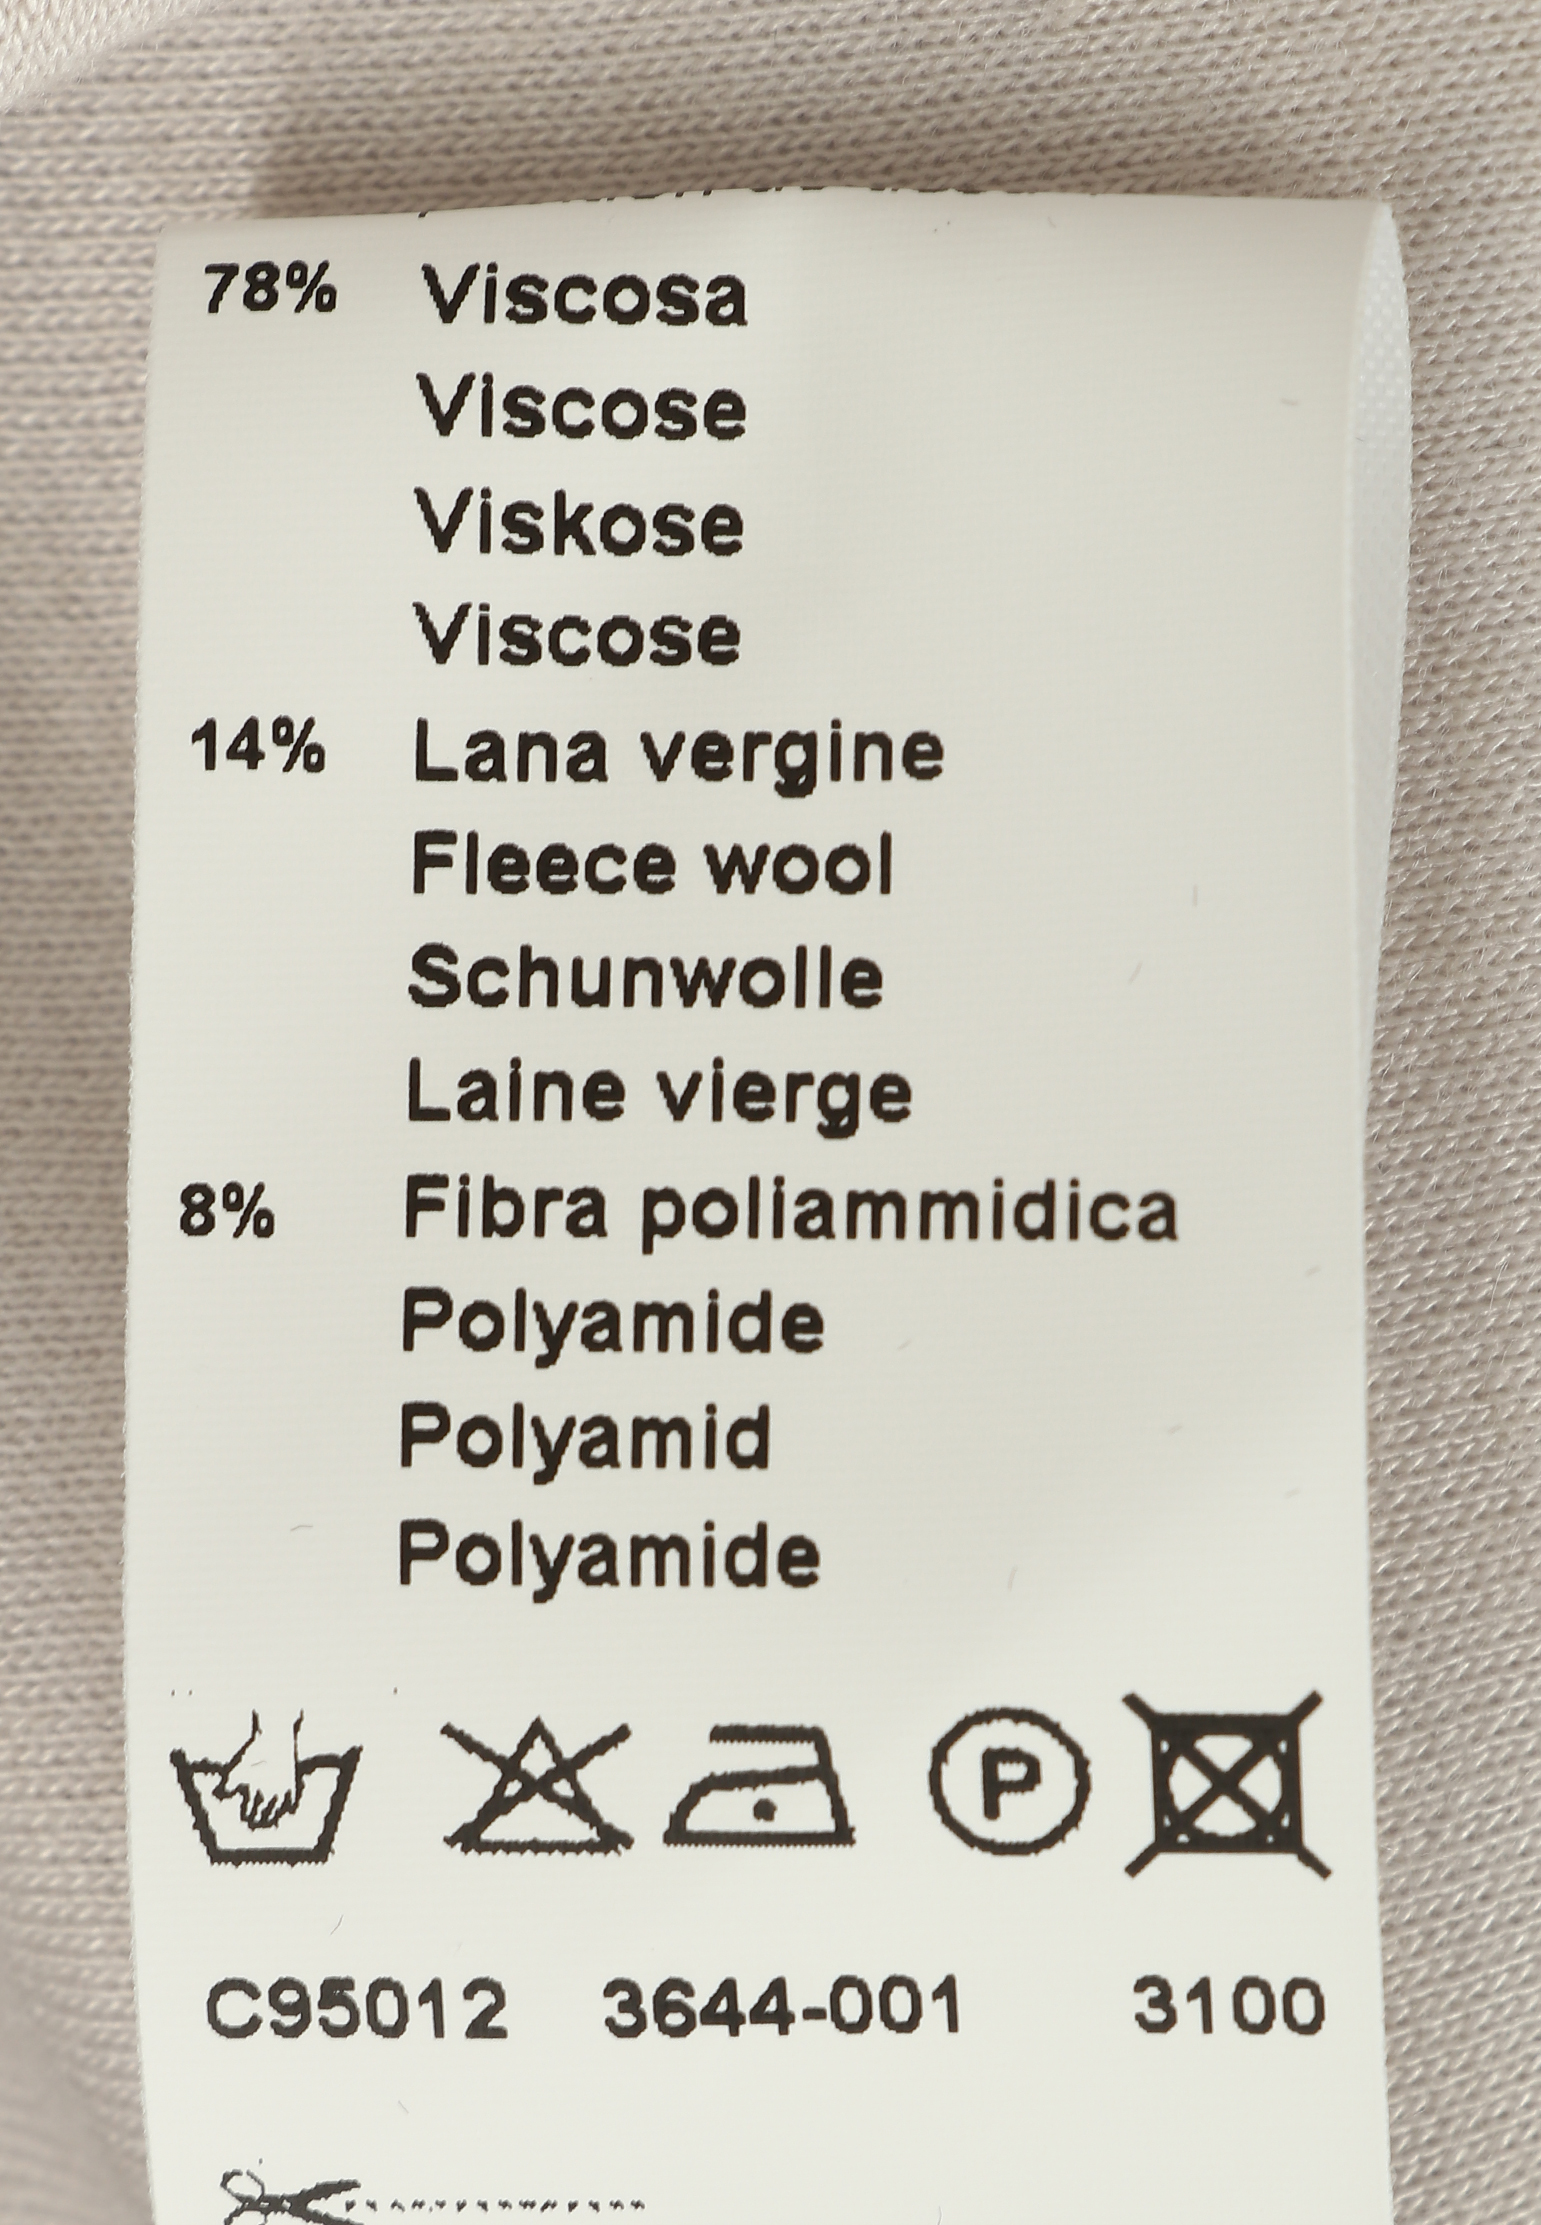 78% Viscosa
Viscose
Viskose
Viscose
14% Lana vergine
Fleece wool
Schunwolle
Laine vierge
8% Fibra poliammidica
Polyamide
Polyamid
Polyamide
P
C95012 3644-001 3100